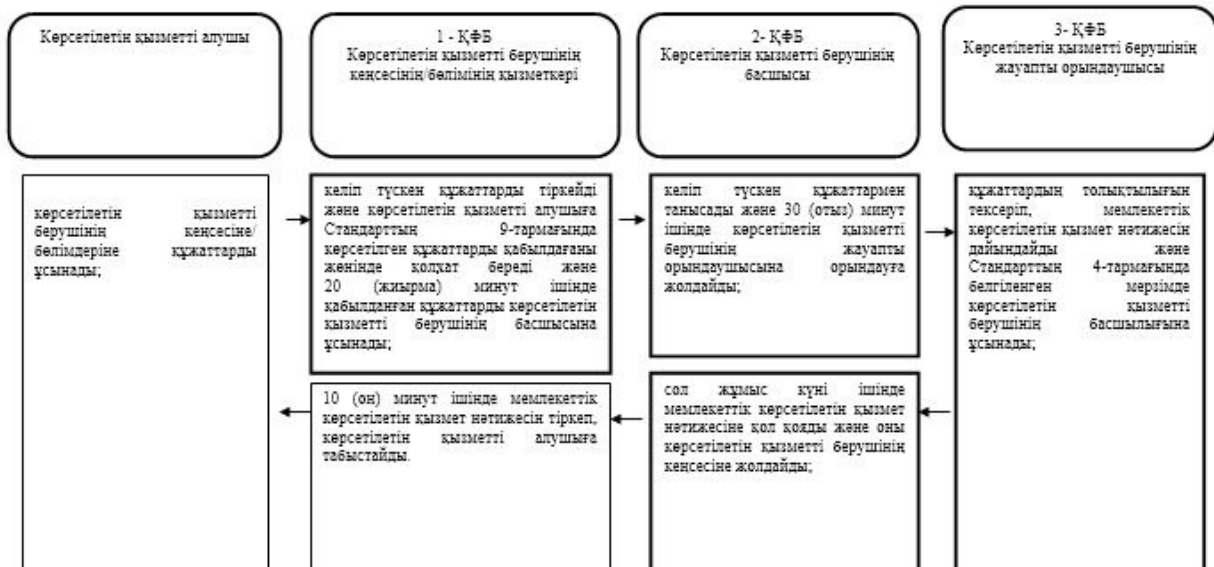 Көрсетілетін қызметті алушы
1 - ҚФБ
Көрсетілетін қызметті берушінің
кеңсесінің/бөлімінің қызметкері
2- ҚФБ
Көрсетілетін қызметті берушінің
басшысы
3- ҚФБ
Көрсетілетін қызметті берушінің
жауапты орындаушысы
көрсетілетін қызметті
берушінің кеңсесіне/
бөлімдеріне құжаттарды
ұсынады;
келіп түскен құжаттарды тіркейді
және көрсетілетін қызметті алушыға
Стандарттың 9-тармағында
көрсетілген құжаттарды қабылдағаны
жөнінде қолхат береді және
20 (жиырма) минут ішінде
қабылданған құжаттарды көрсетілетін
қызметті берушінің басшысына
ұсынады;
келіп түскен құжаттармен
танысады және 30 (отыз) минут
ішінде көрсетілетін қызметті
берушінің жауапты
орындаушысына орындауға
жолдайды;
құжаттардың толықтылығын
тексеріп, мемлекеттік
көрсетілетін қызмет нәтижесін
дайындайды және
Стандарттың 4-тармағында
белгіленген мерзімде
көрсетілетін қызметті
берушінің басшылығына
ұсынады;
сол жұмыс күні ішінде
мемлекеттік көрсетілетін қызмет
нәтижесіне қол қояды және оны
көрсетілетін қызметті берушінің
кеңсесіне жолдайды;
10 (он) минут ішінде мемлекеттік
көрсетілетін қызмет нәтижесін тіркеп,
көрсетілетін қызметті алушыға
табыстайды.